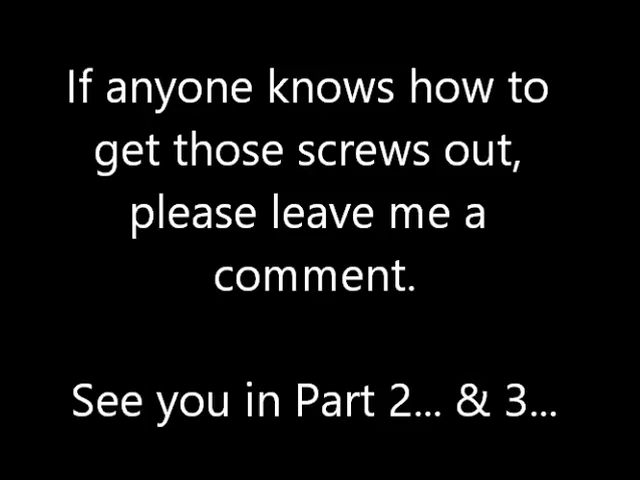 If anyone knows how to
get those screws out,
please leave me a
comment.
See you in Part 2... & 3...